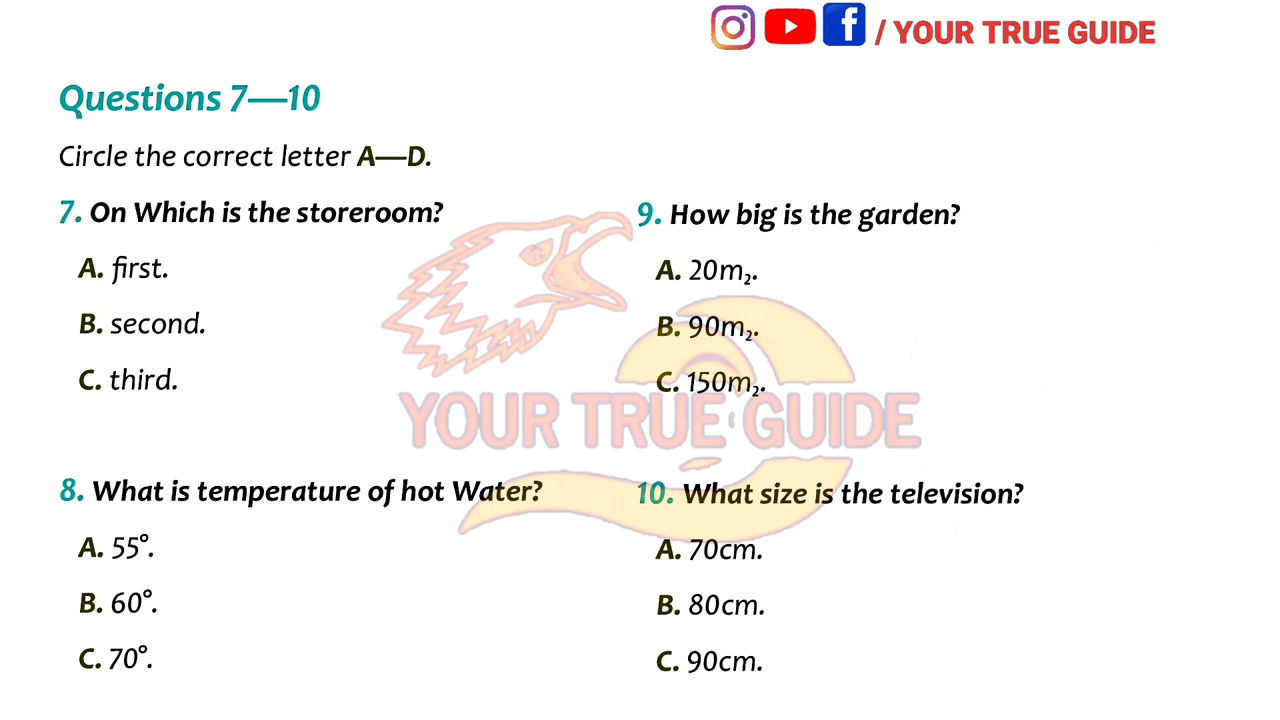 / YOUR TRUE GUIDE
Questions 7—10
Circle the correct letter A—D.
7. On Which is the storeroom?
A. first.
B. second.
C. third.
8. What is temperature of hot Water?
A. 55°.
B. 60°.
C. 70°.
9. How big is the garden?
A. 20m₂.
B. 90m₂.
C. 150m₂.
10. What size is the television?
A. 70cm.
B. 80cm.
C. 90cm.
YOUR TRUE GUIDE